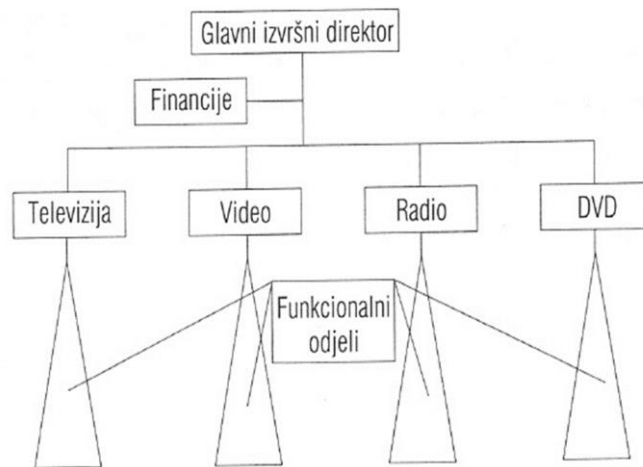 Glavni izvršni direktor
Financije
Televizija
Video
Radio
DVD
Funkcionalni
odjeli